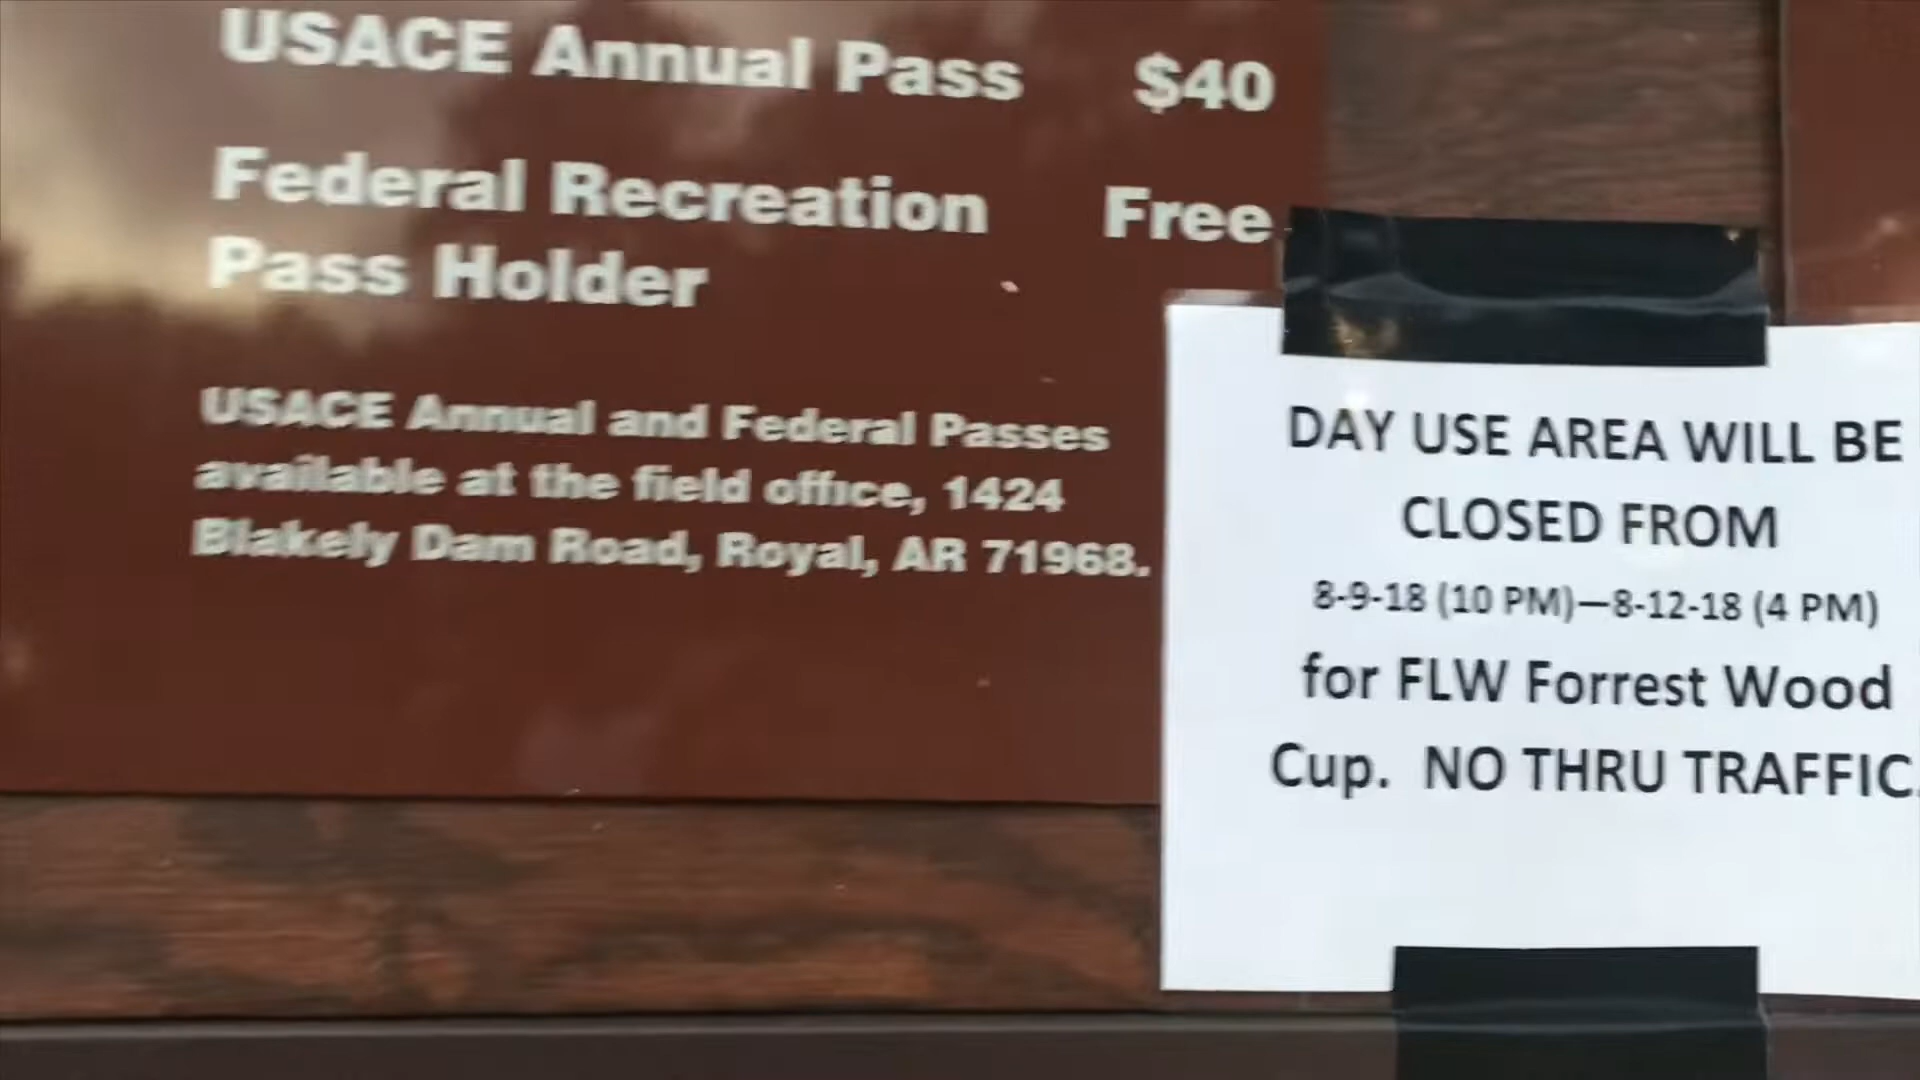 USACE Annual Pass $40
Federal Recreation Free
Pass Holder
USACE Annual and Federal Passes
available at the field office, 1424
Blakely Dam Road, Royal, AR 71968.
DAY USE AREA WILL BE
CLOSED FROM
8-9-18 (10 PM)—8-12-18 (4 PM)
for FLW Forrest Wood
Cup. NO THRU TRAFFIC.